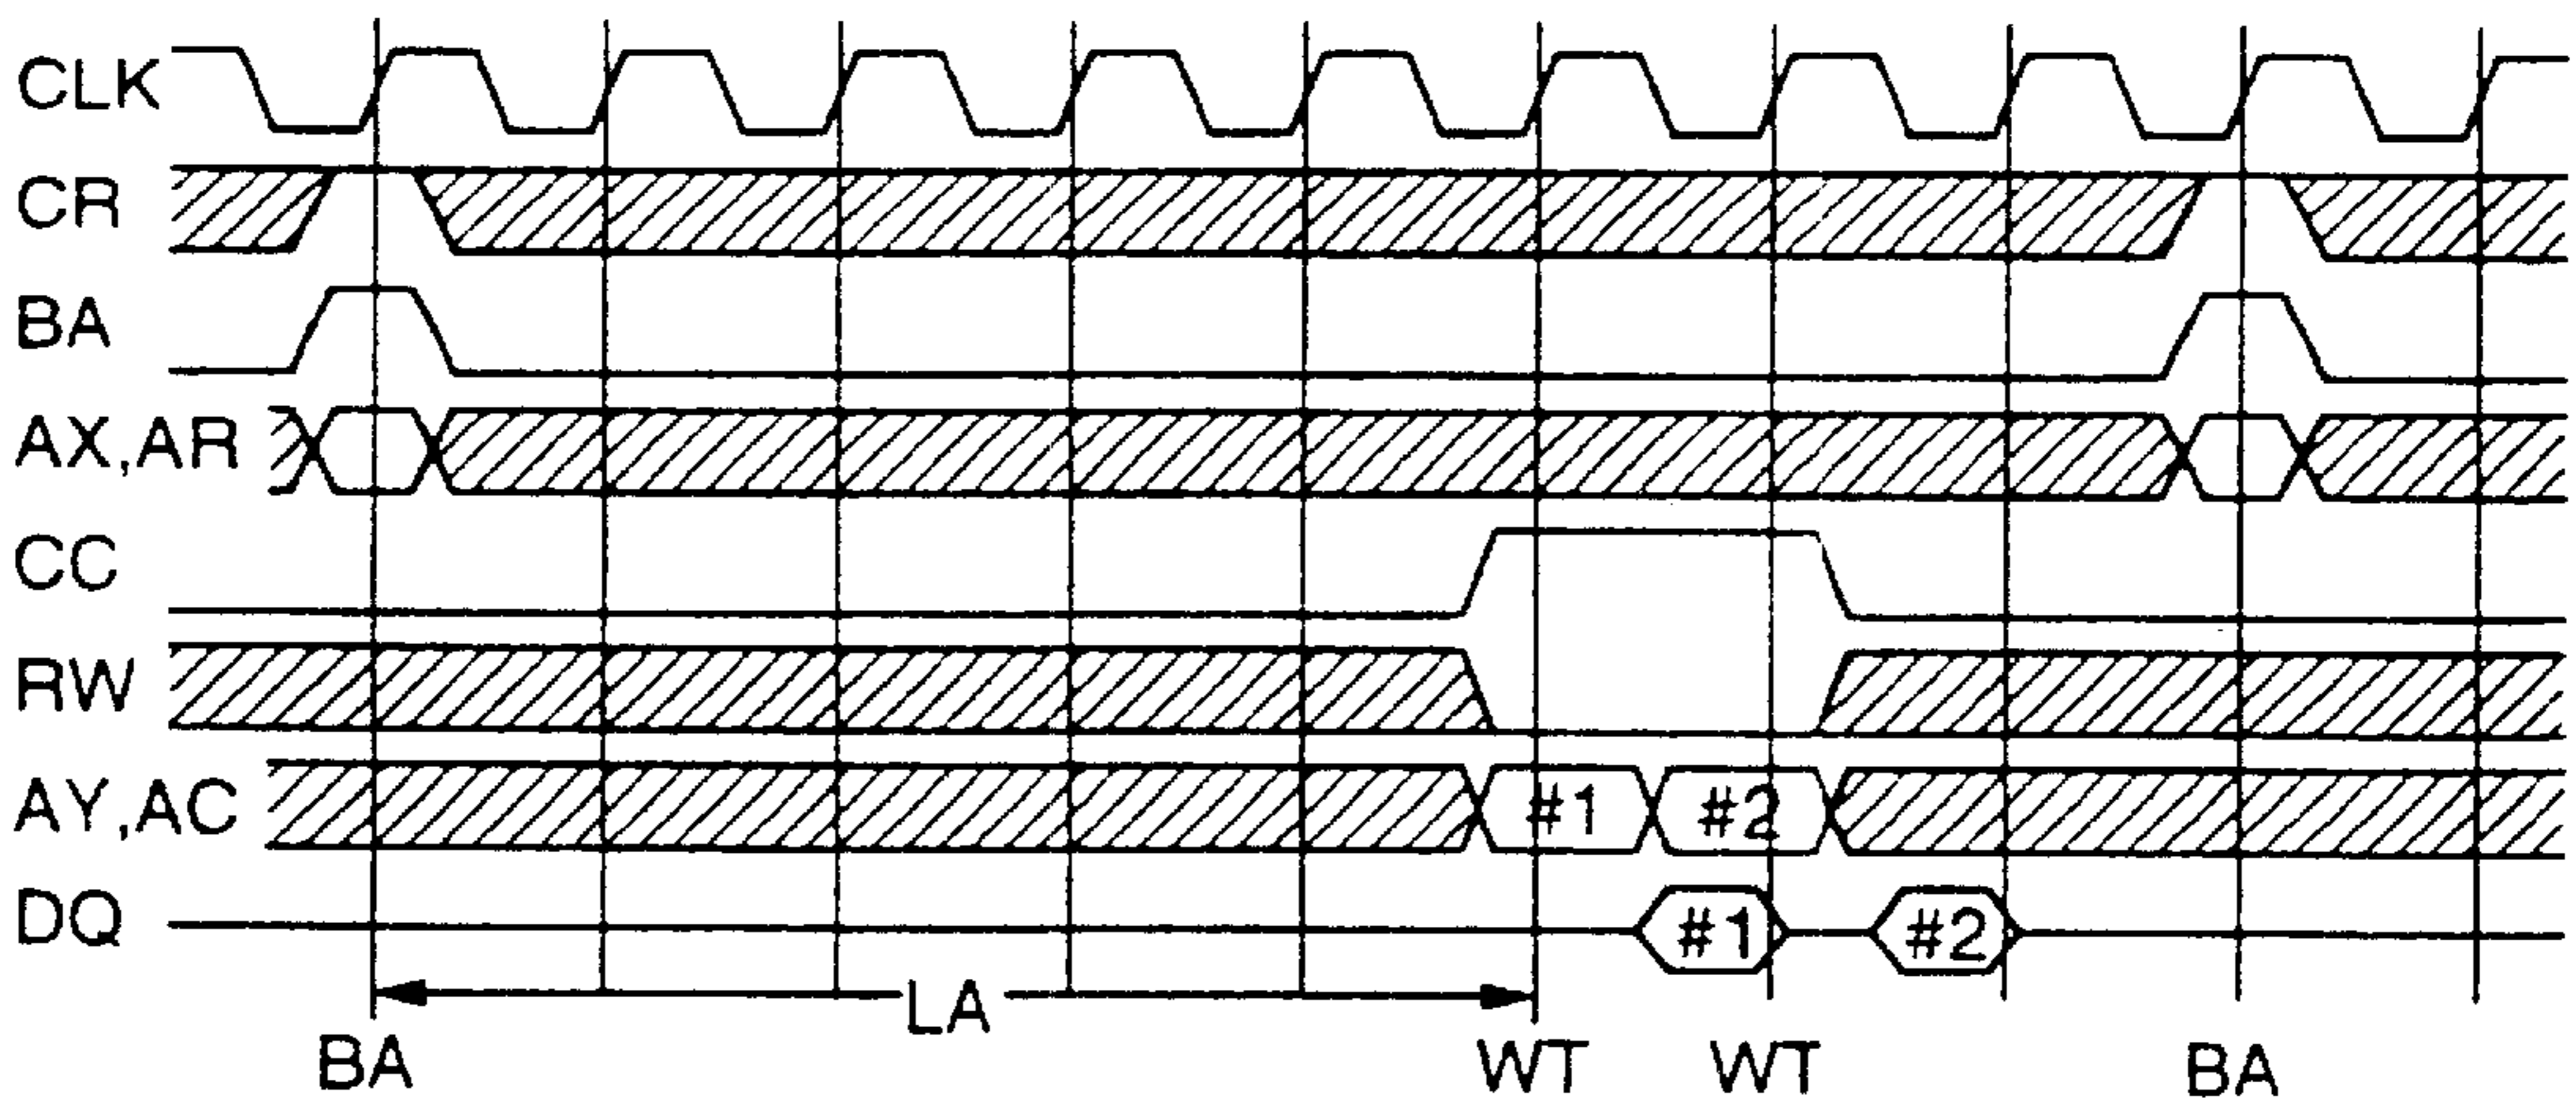 CLK
CR
BA
AX,AR
CC
RW
AY,AC #1 #2
DQ #1 #2
LA
BA WT WT BA